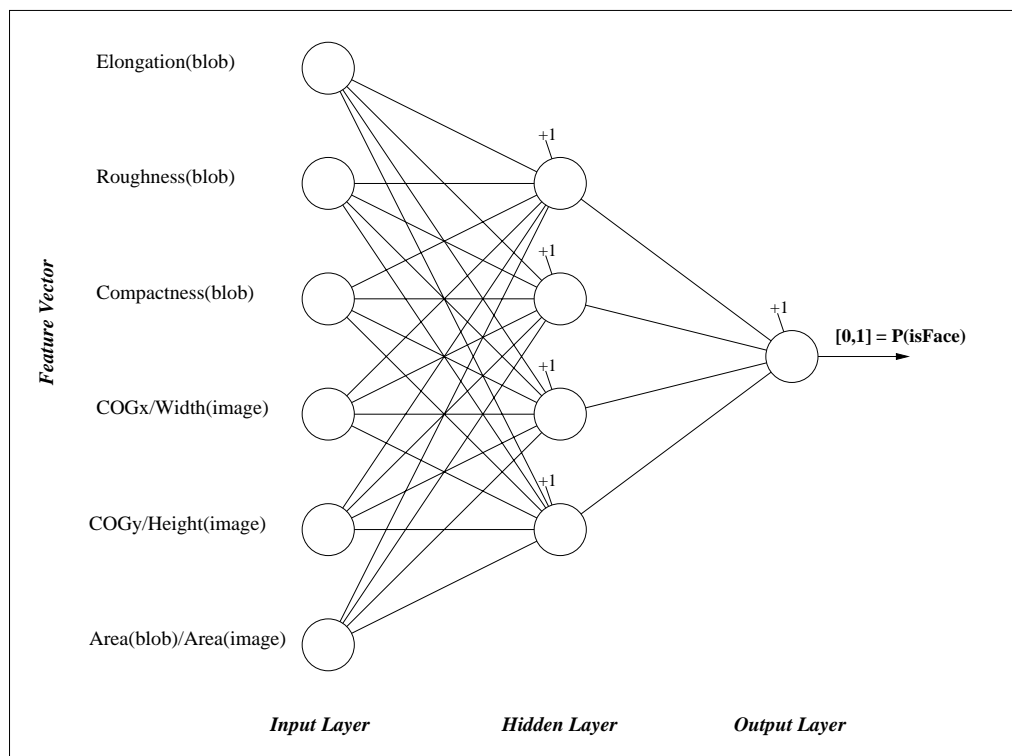 Elongation(blob)
+1
Roughness(blob)
+1
Compactness(blob)
+1
[0,1] = P(isFace)
Feature Vector
+1
COGx/Width(image)
+1
COGy/Height(image)
Area(blob)/Area(image)
Input Layer
Hidden Layer
Output Layer